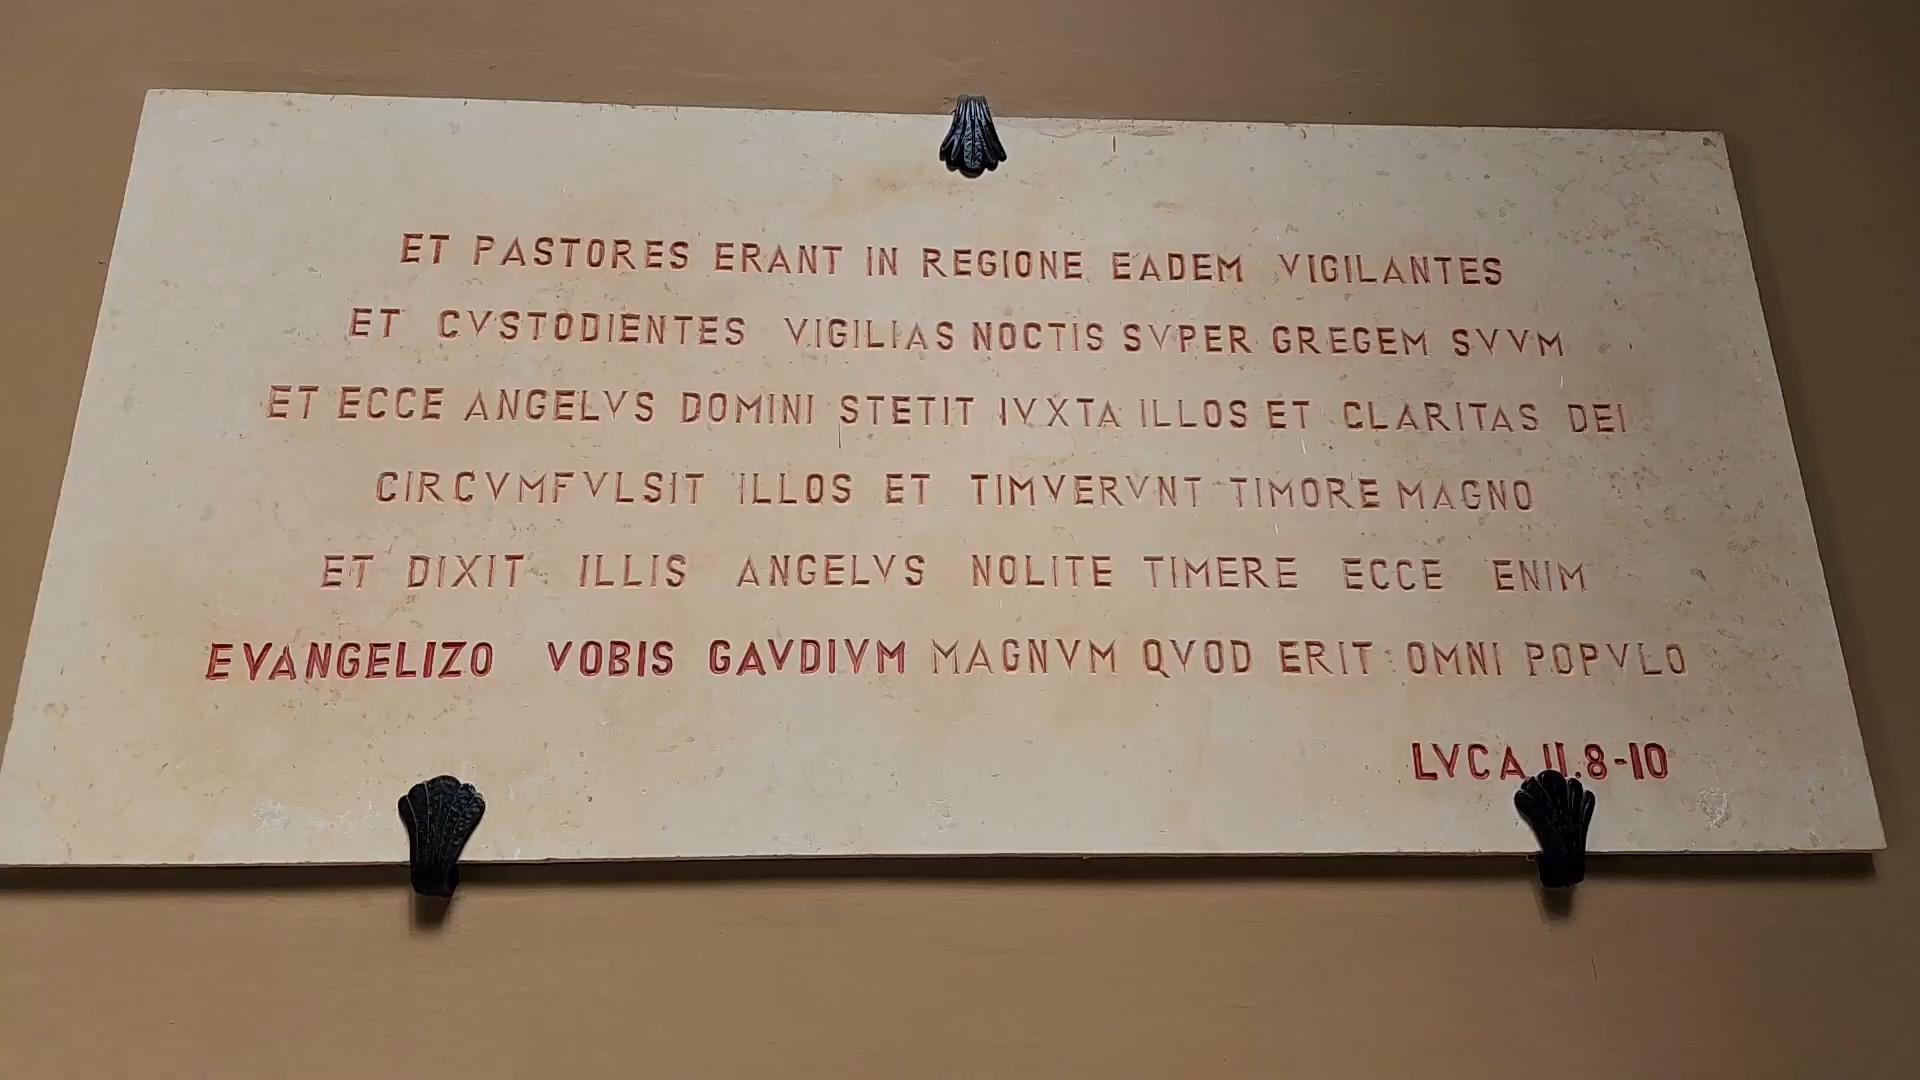 ET PASTORES ERANT IN REGIONE EADEM VIGILANTES
ET CVSTODIENTES VIGILIAS NOCTIS SVPER GREGEM SVVM
ET ECCE ANGELVS DOMINI STETIT IVXTA ILLOS ET CLARITAS DEI
CIRCVMFVLSIT ILLOS ET TIMVERVNT TIMORE MAGNO
ET DIXIT ILLIS ANGELVS NOLITE TIMERE ECCE ENIM
EVANGELIZO VOBIS GAVDIVM MAGNVM QVOD ERIT OMNI POPVLO
LVCA II.8-10